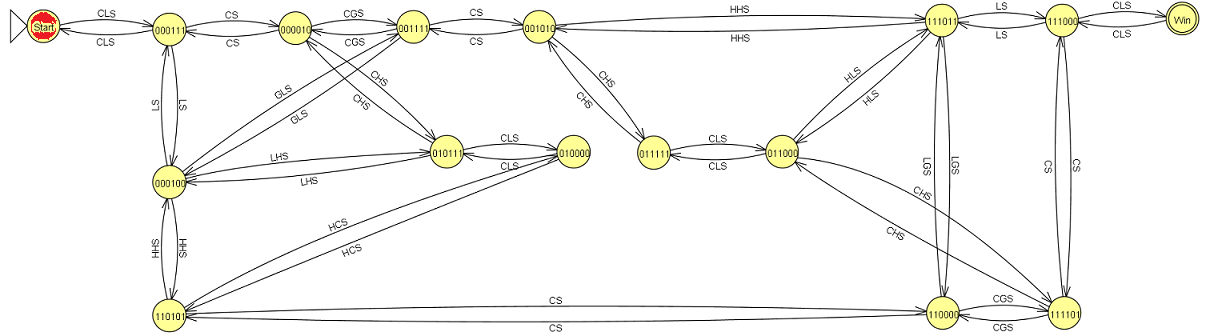 HHS
CLS CS CGS CS LS CLS
Start 000111 000010 001111 001010 111011 111000 Win
CLS CS CGS CS HHS LS CLS
GLS CHS CHS HLS
CHS GLS CHS HLS
LS LS
CLS CLS
LHS 010111 010000 011111 011000
CLS CLS
LHS LGS LGS CS CS
000100
CHS
HCS CHS
HHS HHS
HCS
CS CGS
110101 110000 111101
CS CGS